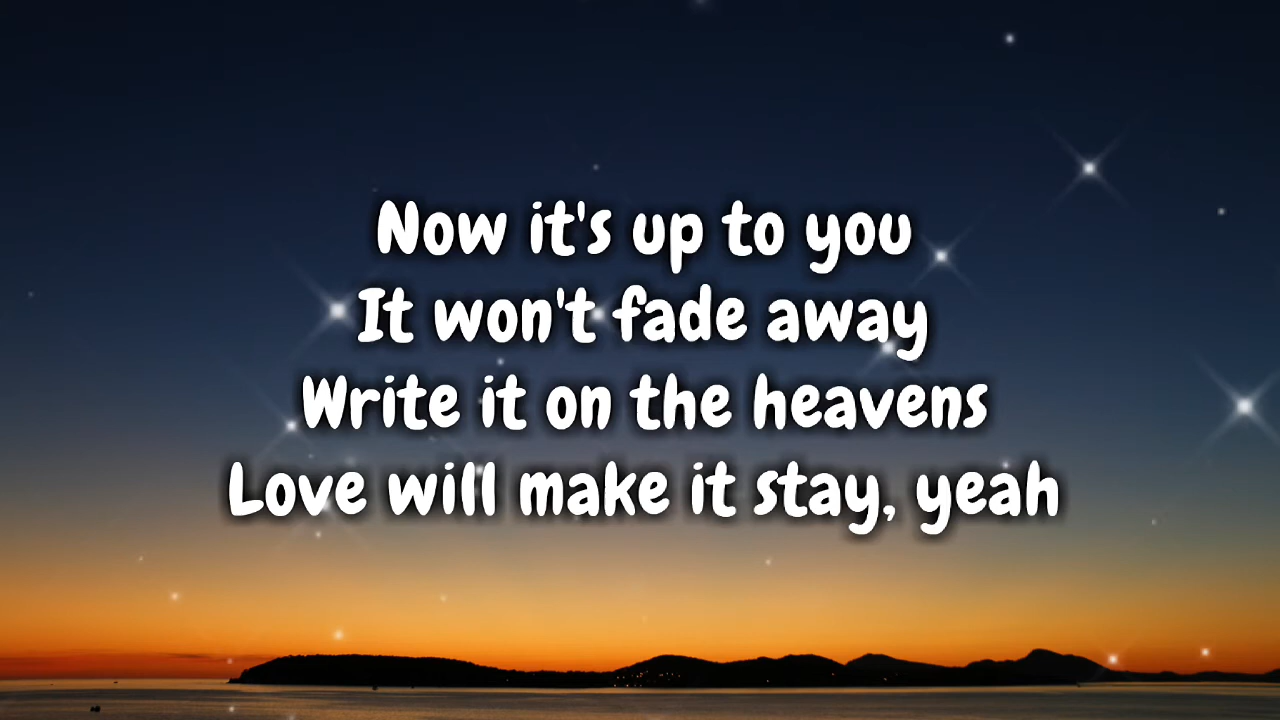 Now it's up to you
It won't fade away
Write it on the heavens
Love will make it stay, yeah